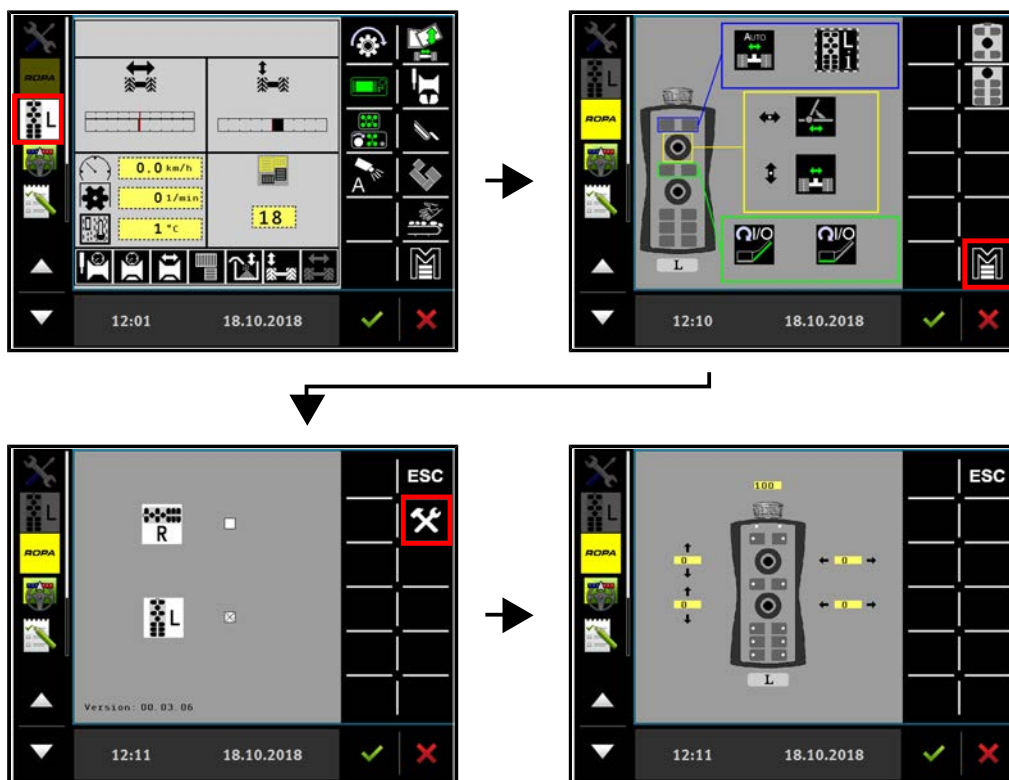 ROPA
L
0.0 km/h
0 1/min
1 °C
18
A
M
12:01 18.10.2018
AUTO
L
i
L
ROPA
I/O I/O
L
M
12:10 18.10.2018
ESC
R
L
ROPA
L
Version: 00.03.06
12:11 18.10.2018
ESC
100
L
ROPA
0 0
0 0
L
12:11 18.10.2018